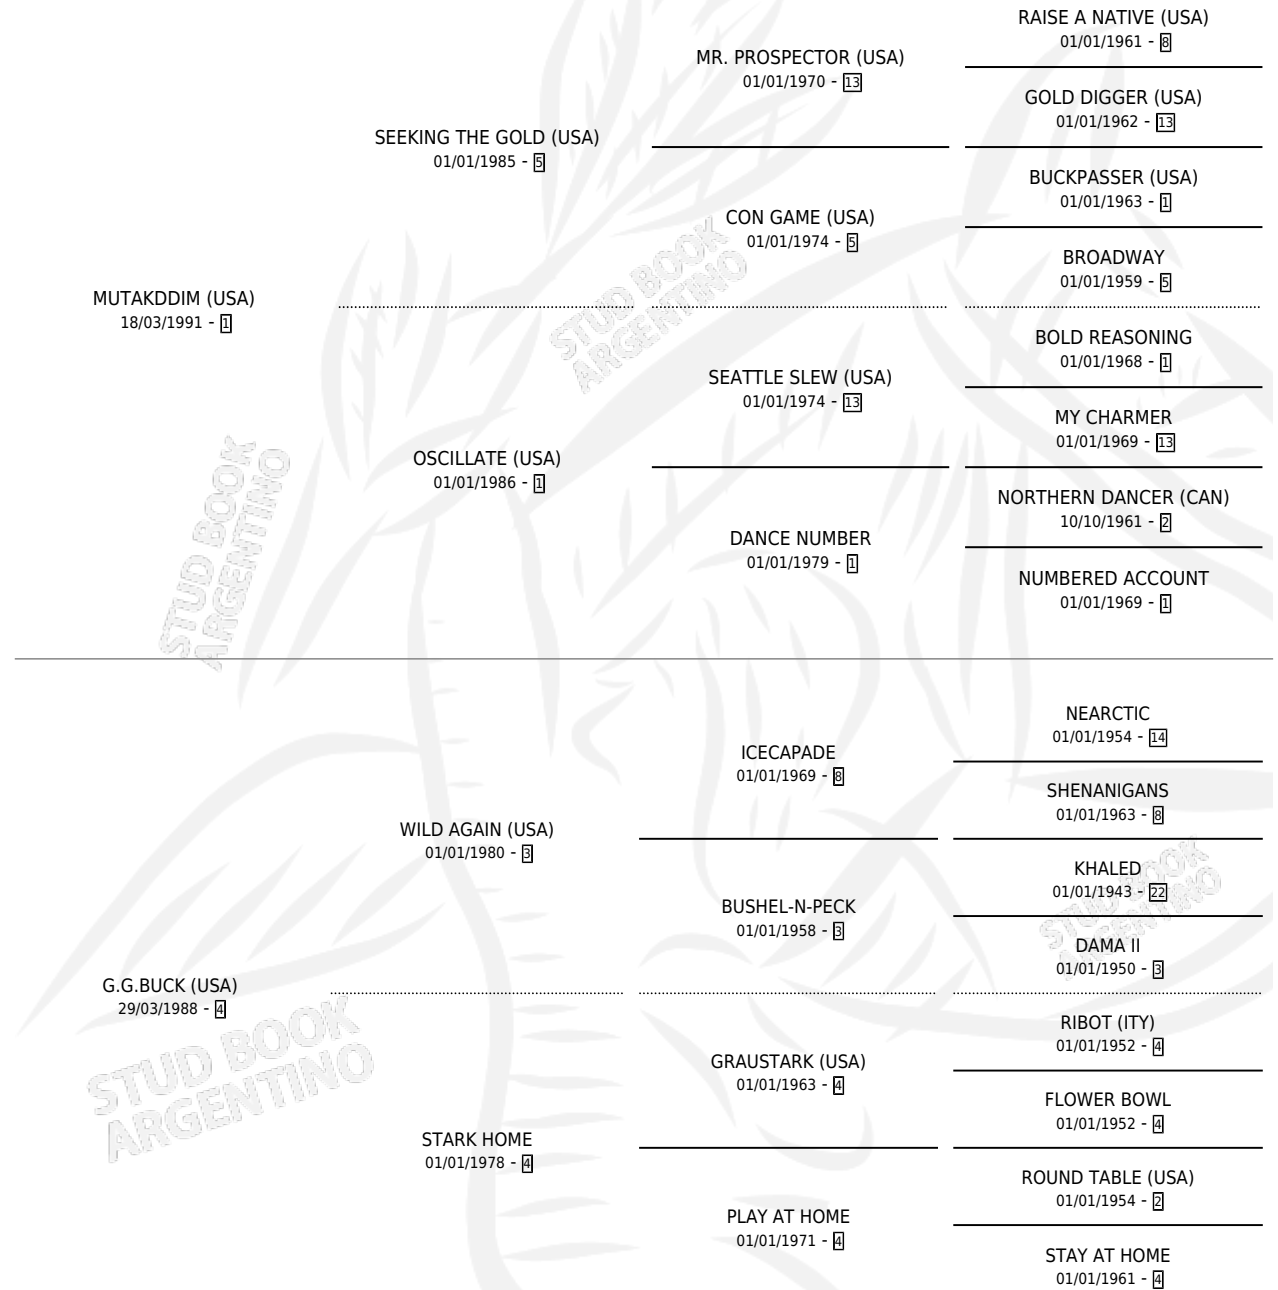 RAISE A NATIVE (USA)
01/01/1961 - 8
MR. PROSPECTOR (USA)
01/01/1970 - 13
GOLD DIGGER (USA)
01/01/1962 - 13
SEEKING THE GOLD (USA)
01/01/1985 - 5
BUCKPASSER (USA)
01/01/1963 - 1
CON GAME (USA)
01/01/1974 - 5
BROADWAY
01/01/1959 - 5
MUTAKDDIM (USA)
18/03/1991 - 1
BOLD REASONING
01/01/1968 - 1
SEATTLE SLEW (USA)
01/01/1974 - 13
MY CHARMER
01/01/1969 - 13
OSCILLATE (USA)
01/01/1986 - 1
NORTHERN DANCER (CAN)
10/10/1961 - 2
DANCE NUMBER
01/01/1979 - 1
NUMBERED ACCOUNT
01/01/1969 - 1
NEARCTIC
01/01/1954 - 14
ICECAPADE
01/01/1969 - 8
SHENANIGANS
01/01/1963 - 8
WILD AGAIN (USA)
01/01/1980 - 3
KHALED
01/01/1943 - 22
BUSHEL-N-PECK
01/01/1958 - 3
DAMA II
01/01/1950 - 3
G.G.BUCK (USA)
29/03/1988 - 4
RIBOT (ITY)
01/01/1952 - 4
GRAUSTARK (USA)
01/01/1963 - 4
FLOWER BOWL
01/01/1952 - 4
STARK HOME
01/01/1978 - 4
ROUND TABLE (USA)
01/01/1954 - 2
PLAY AT HOME
01/01/1971 - 4
STAY AT HOME
01/01/1961 - 4
STUD BOOK
ARGENTINO
STUD BOOK
ARGENTINO
STUD BOOK
ARGENTINO
STUD BOOK
ARGENTINO